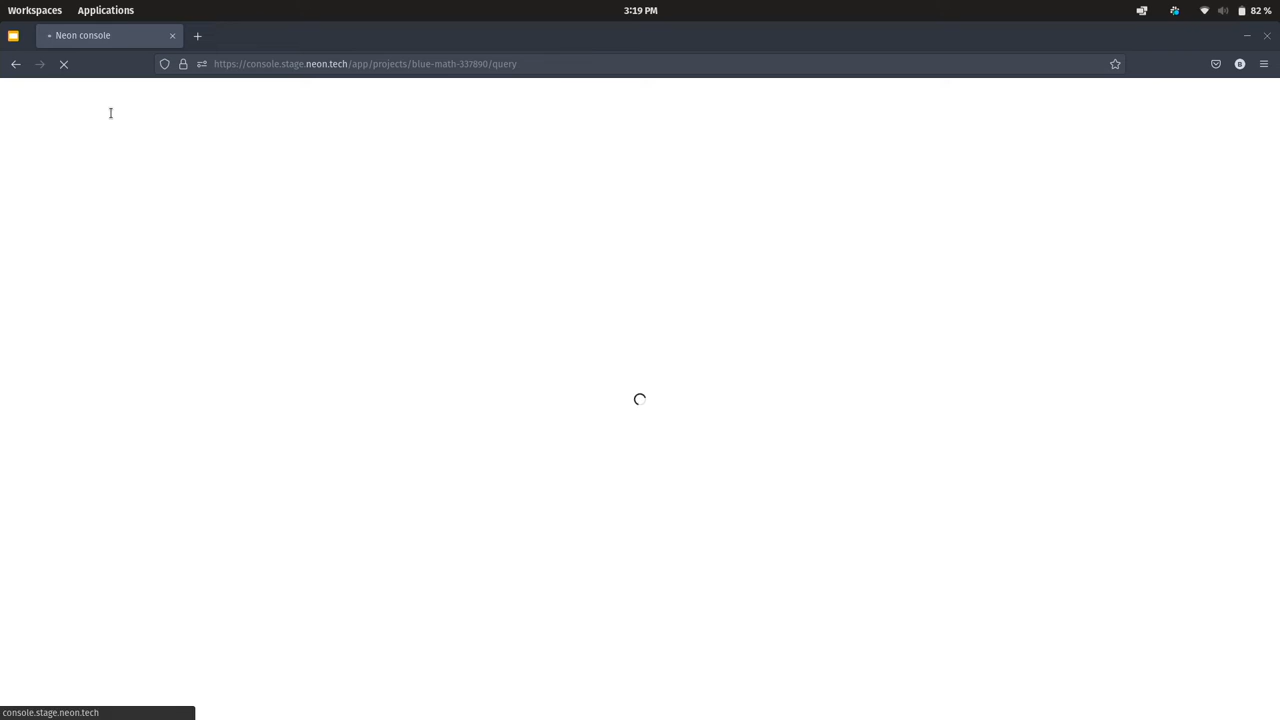 Workspaces Applications 3:19 PM 82 %
Neon console
https://console.stage.neon.tech/app/projects/blue-math-337890/query
B
console.stage.neon.tech